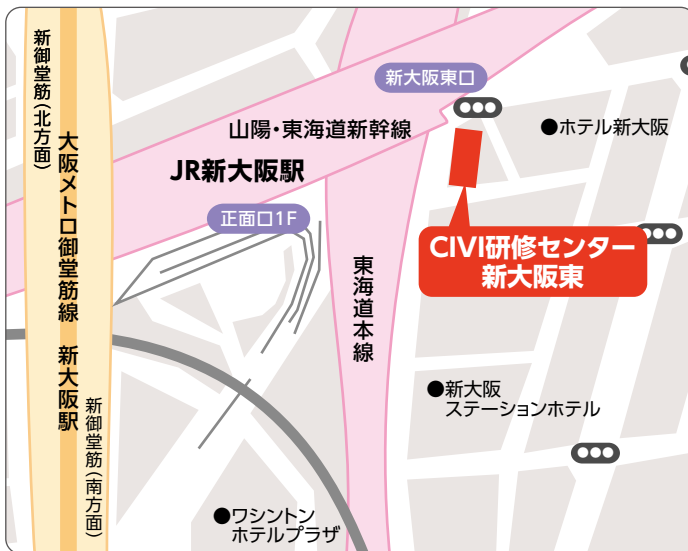 新御堂筋(北方面)
大阪メトロ御堂筋線 新大阪駅
新御堂筋(南方面)
新大阪東口
山陽・東海道新幹線
JR新大阪駅
正面口1F
東海道本線
●ホテル新大阪
CIVI研修センター
新大阪東
●新大阪
ステーションホテル
●ワシントン
ホテルプラザ